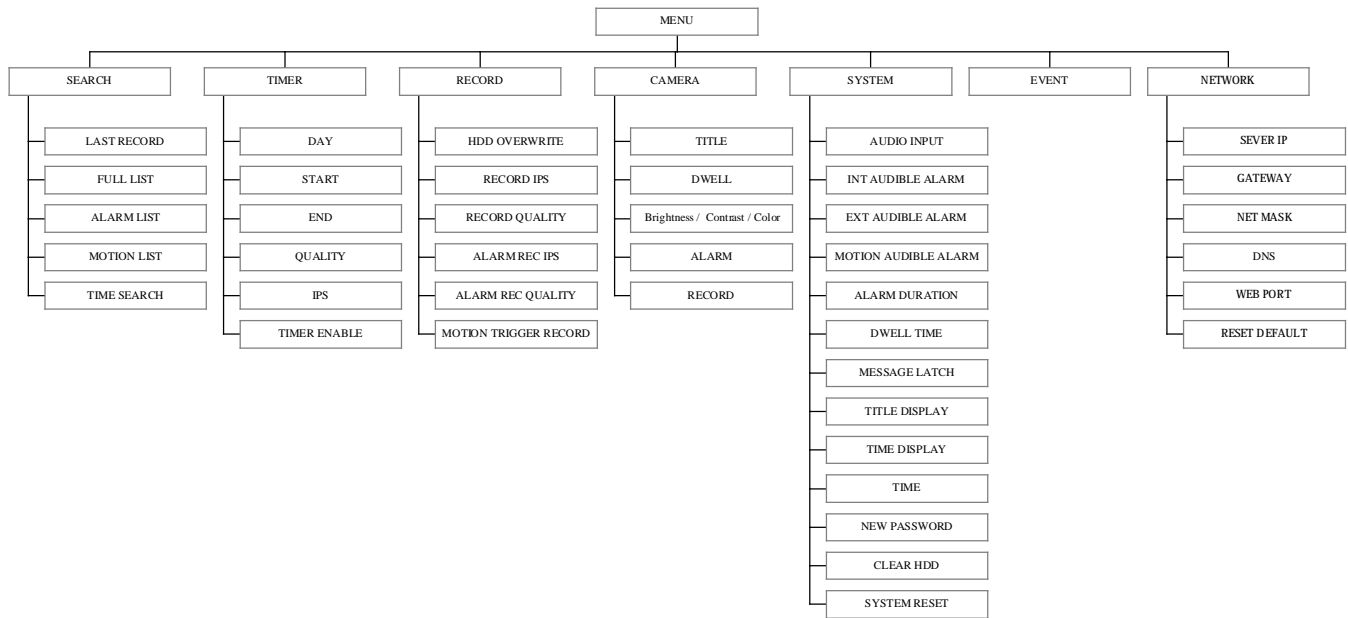 MENU
SEARCH
TIMER
RECORD
CAMERA
SYSTEM
EVENT
NETWORK
LAST RECORD
FULL LIST
ALARM LIST
MOTION LIST
TIME SEARCH
DAY
START
END
QUALITY
IPS
TIMER ENABLE
HDD OVERWRITE
RECORD IPS
RECORD QUALITY
ALARM REC IPS
ALARM REC QUALITY
MOTION TRIGGER RECORD
TITLE
DWELL
Brightness / Contrast / Color
ALARM
RECORD
AUDIO INPUT
INT AUDIBLE ALARM
EXT AUDIBLE ALARM
MOTION AUDIBLE ALARM
ALARM DURATION
DWELL TIME
MESSAGE LATCH
TITLE DISPLAY
TIME DISPLAY
TIME
NEW PASSWORD
CLEAR HDD
SYSTEM RESET
SEVER IP
GATEWAY
NET MASK
DNS
WEB PORT
RESET DEFAULT